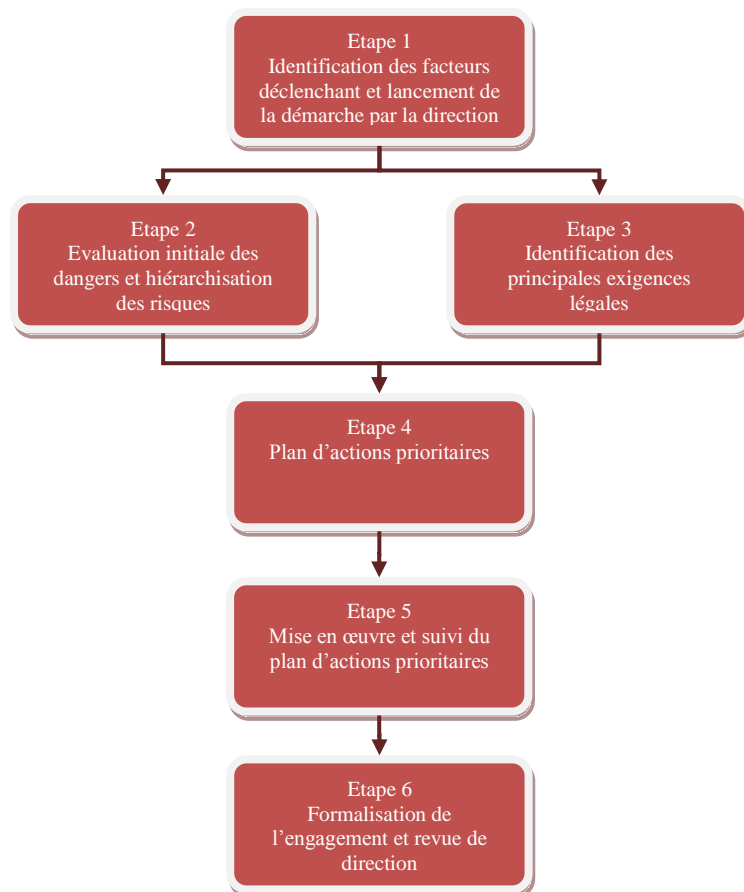 Etape 1
Identification des facteurs
déclenchant et lancement de
la démarche par la direction
Etape 2
Evaluation initiale des
dangers et hiérarchisation
des risques
Etape 3
Identification des
principales exigences
légales
Etape 4
Plan d’actions prioritaires
Etape 5
Mise en œuvre et suivi du
plan d’actions prioritaires
Etape 6
Formalisation de
l’engagement et revue de
direction